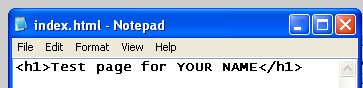 index.html - Notepad
File Edit Format View Help
<h1>Test page for YOUR NAME</h1>